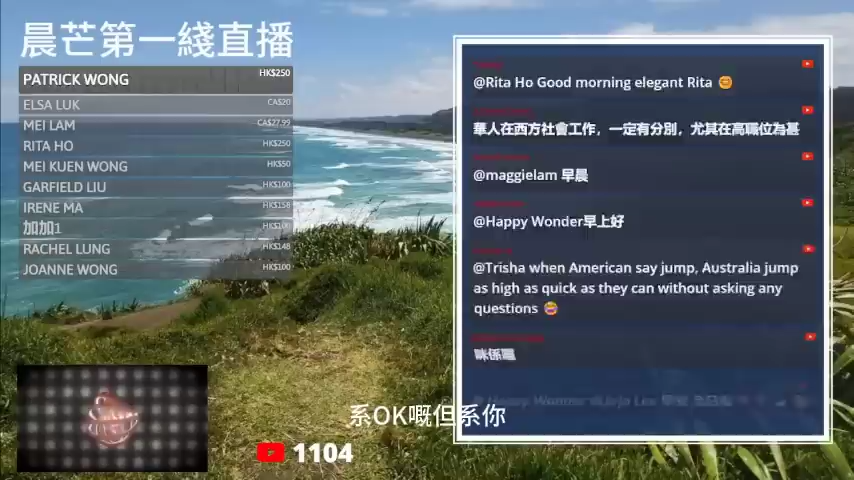 晨芒第一綫直播
PATRICK WONG HK$250
ELSA LUK CA$20
MEI LAM CA$27.99
RITA HO HK$250
MEI KUEN WONG HK$50
GARFIELD LIU HK$100
IRENE MA HK$158
加加1
RACHEL LUNG HK$148
JOANNE WONG HK$100
@Rita Ho Good morning elegant Rita
華人在西方社會工作，一定有分別，尤其在高職位為甚
@maggielam 早晨
@Happy Wonder早上好
@Trisha when American say jump, Australia jump
as high as quick as they can without asking any
questions
咪係囉
系OK嘅但系你
1104